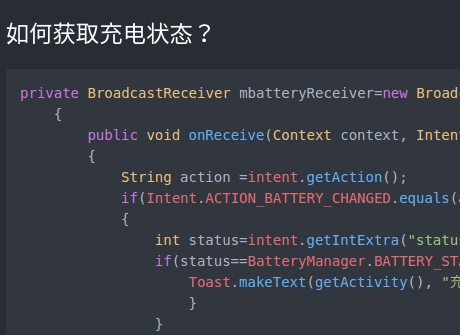 如何获取充电状态？
private BroadcastReceiver mbatteryReceiver=new Broad
{
public void onReceive(Context context, Intent
{
String action =intent.getAction();
if(Intent.ACTION_BATTERY_CHANGED.equals(
{
int status=intent.getIntExtra("statu
if(status==BatteryManager.BATTERY_ST
Toast.makeText(getActivity(), "充
}
}